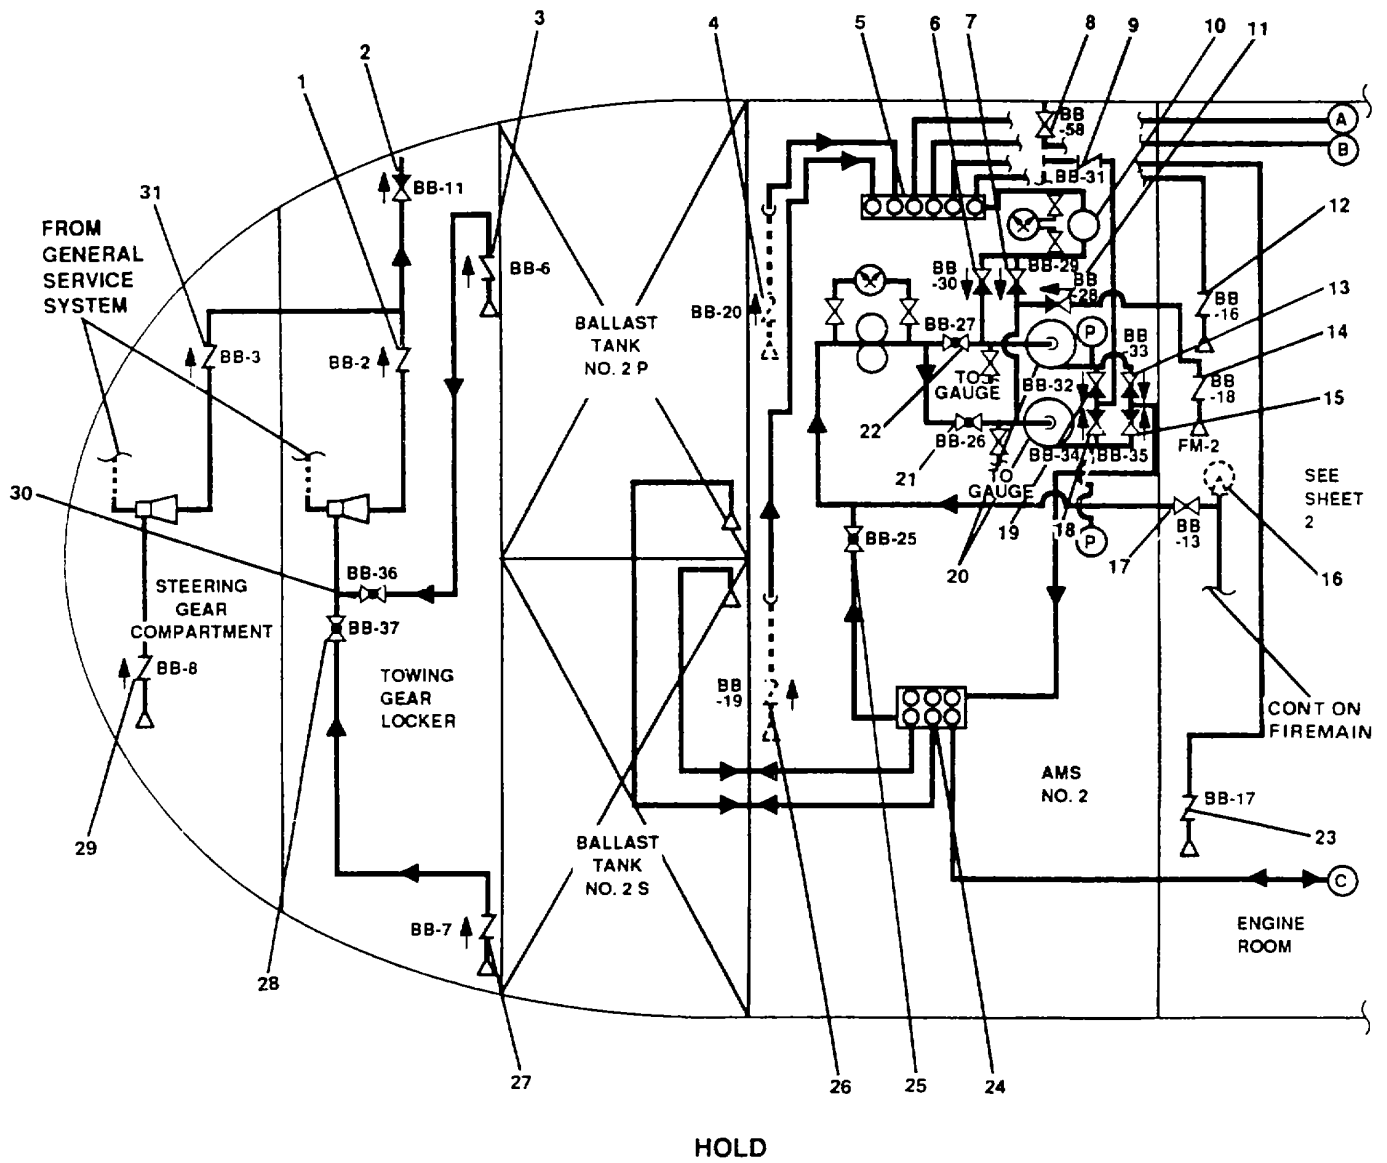 3
4
5
6
7
8
9
10
11
2
1
31
BB-11
FROM
GENERAL
SERVICE
SYSTEM
BB-3
BB-2
BB-6
BALLAST
TANK
NO. 2 P
BB-20
BB
-58
A
B
BB-31
BB
-30
BB-29
BB
-28
BB-27
P
BB
-33
TO
GAUGE
BB-32
22
BB-26
21
BB-34
BB-35
TO
GAUGE
19
18
20
P
BB
-16
12
13
14
BB
-18
FM-2
15
A
SEE
SHEET
2
BB
-13
17
16
BB-25
30
BB-36
BB-37
STEERING
GEAR
COMPARTMENT
BB-8
TOWING
GEAR
LOCKER
BB
-19
CONT ON
FIREMAIN
AMS
NO. 2
BB-17
23
29
BALLAST
TANK
NO. 2 S
C
BB-7
ENGINE
ROOM
28
27
26
25
24
HOLD